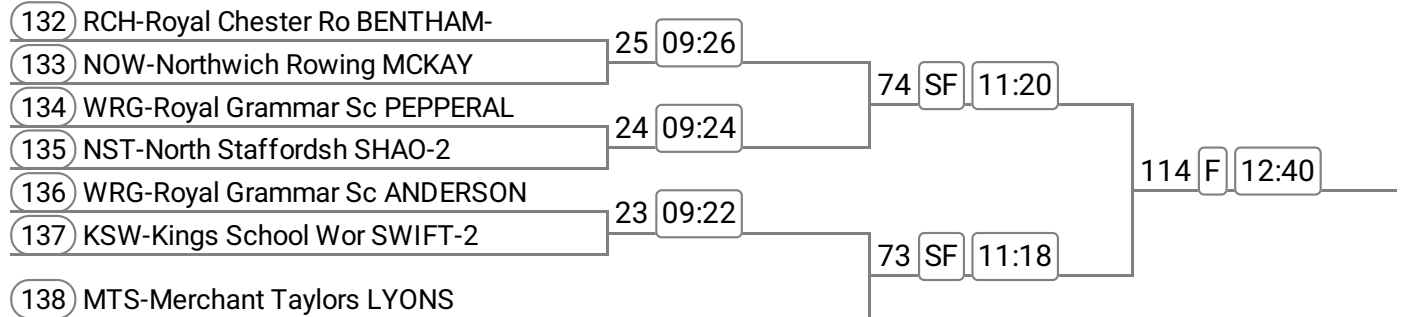 132 RCH-Royal Chester Ro BENTHAM-
25 09:26
133 NOW-Northwich Rowing MCKAY
74 SF 11:20
134 WRG-Royal Grammar Sc PEPPERAL
24 09:24
135 NST-North Staffordsh SHAO-2
114 F 12:40
136 WRG-Royal Grammar Sc ANDERSON
23 09:22
137 KSW-Kings School Wor SWIFT-2
73 SF 11:18
138 MTS-Merchant Taylors LYONS